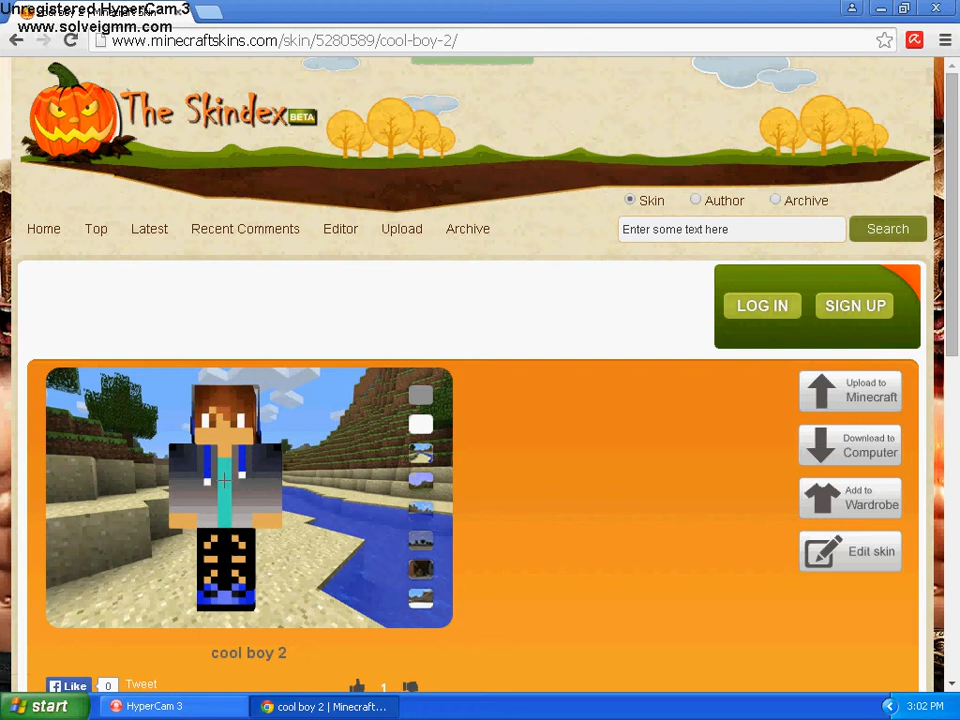 Unregistered HyperCam 3
www.solveigmm.com
www.minecraftskins.com/skin/5280589/cool-boy-2/
The Skindex BETA
Skin Author Archive
Home Top Latest Recent Comments Editor Upload Archive Enter some text here Search
LOG IN SIGN UP
Upload to
Minecraft
Download to
Computer
Add to
Wardrobe
Edit skin
cool boy 2
Like 0 Tweet 1
start HyperCam 3 cool boy 2 | Minecraft... 3:02 PM